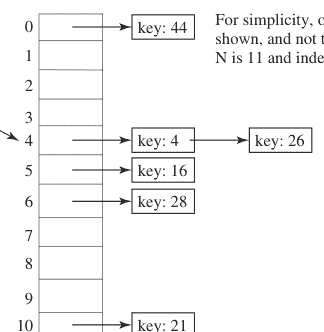 For simplicity,
0 key: 44
shown, and not
N is 11 and
1
2
3
4 key: 4 key: 26
5 key: 16
6 key: 28
7
8
9
10 key: 21